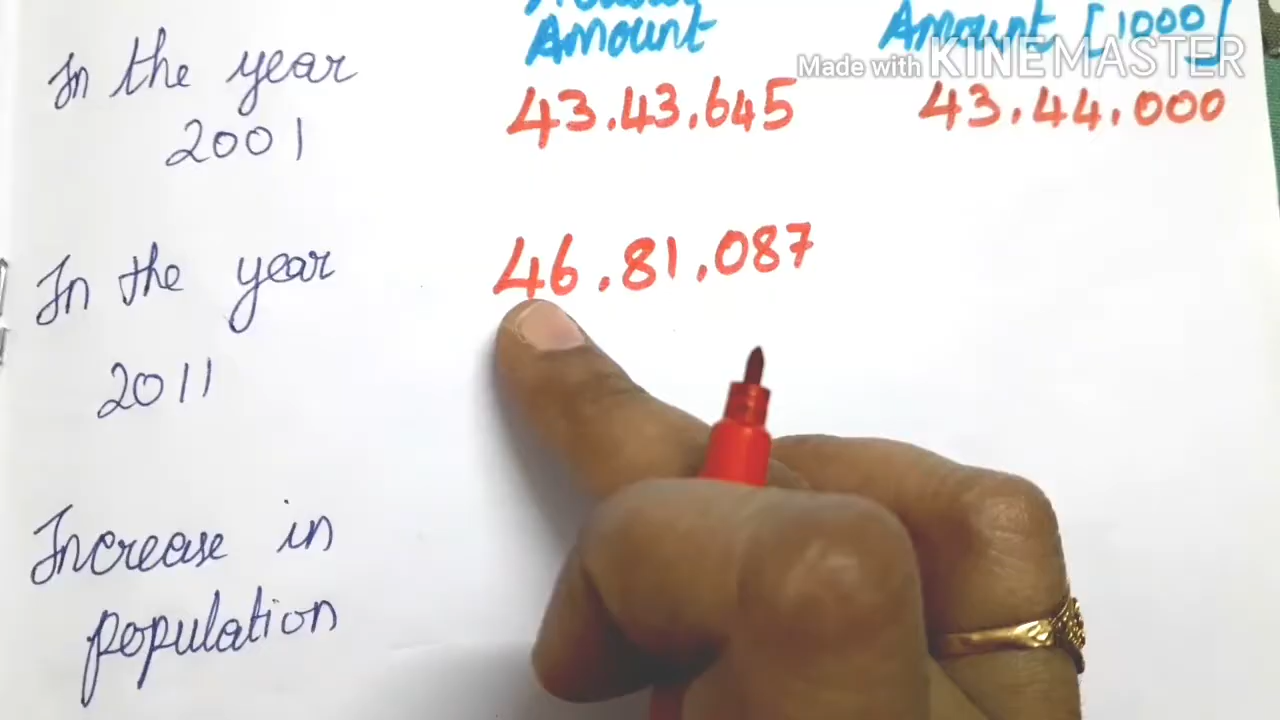 Amount Amount [1000]
Made with KINEMASTER
In the year 43.43.645 43.44.000
2001
In the year 46.81.087
2011
Increase in
population